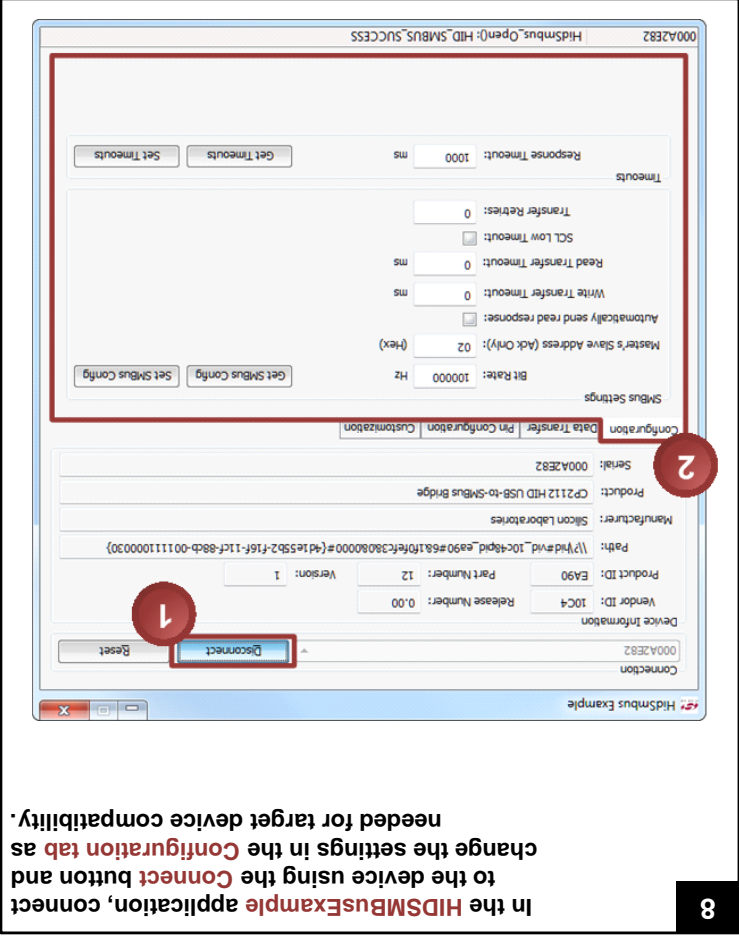 8
In the HIDSMBusExample application, connect
to the device using the Connect button and
change the settings in the Configuration tab as
needed for target device compatibility.
HidSmbus Example
Connection
000A2E82 Disconnect Reset
1
Device Information
Vendor ID: 10C4 Release Number: 0.00
Product ID: EA90 Part Number: 12 Version: 1
Path: \\?\hid#vid_10c4&pid_ea90#6&1f0fefc3&0&0000#{4d1e55b2-f16f-11cf-88cb-001111000030}
Manufacturer: Silicon Laboratories
Product: CP2112 HID USB-to-SMBus Bridge
Serial: 000A2E82
2
Configuration Data Transfer Pin Configuration Customization
SMBUS Settings
Bit Rate: 100000 Hz Get SMBUS Config Set SMBUS Config
Master's Slave Address (Ack Only): 02 (Hex)
Automatically send read response:
Write Transfer Timeout: 0 ms
Read Transfer Timeout: 0 ms
SCL Low Timeout:
Transfer Retries: 0
Timeouts
Response Timeout: 1000 ms Get Timeouts Set Timeouts
000A2E82 HidSmbus_Open(): HID_SMBUS_SUCCESS